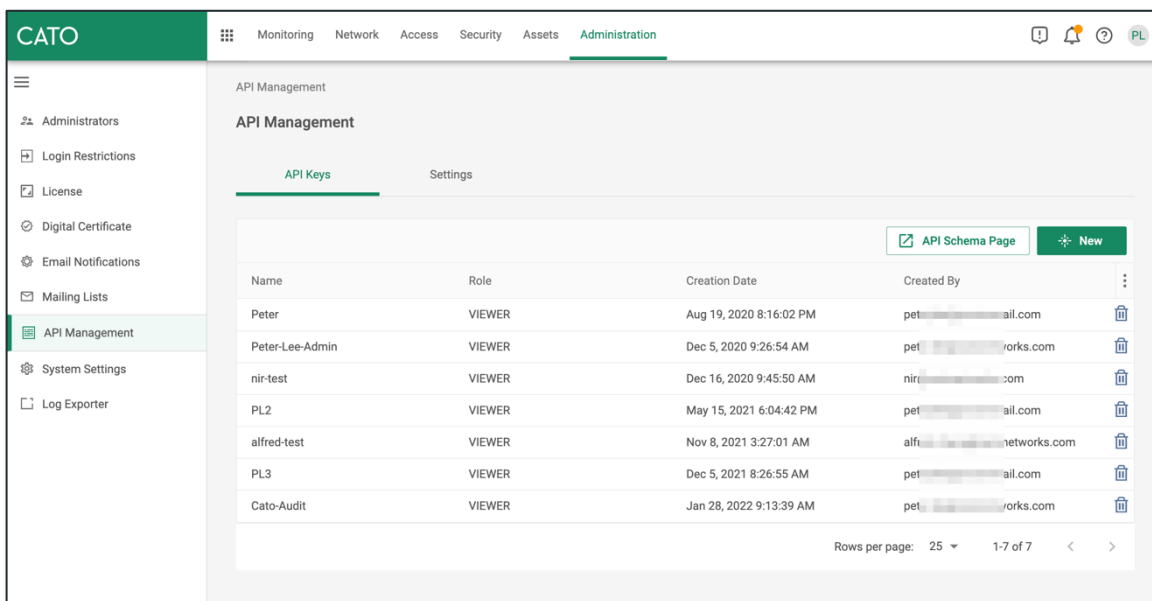 CATO
Monitoring Network Access Security Assets Administration PL
API Management
Administrators
API Management
Login Restrictions
API Keys Settings
License
Digital Certificate
API Schema Page New
Email Notifications
Name Role Creation Date Created By
Mailing Lists
Peter VIEWER Aug 19, 2020 8:16:02 PM
API Management
Peter-Lee-Admin VIEWER Dec 5, 2020 9:26:54 AM
System Settings
nir-test VIEWER Dec 16, 2020 9:45:50 AM
Log Exporter
PL2 VIEWER May 15, 2021 6:04:42 PM
alfred-test VIEWER Nov 8, 2021 3:27:01 AM
PL3 VIEWER Dec 5, 2021 8:26:55 AM
Cato-Audit VIEWER Jan 28, 2022 9:13:39 AM
Rows per page: 25 1-7 of 7